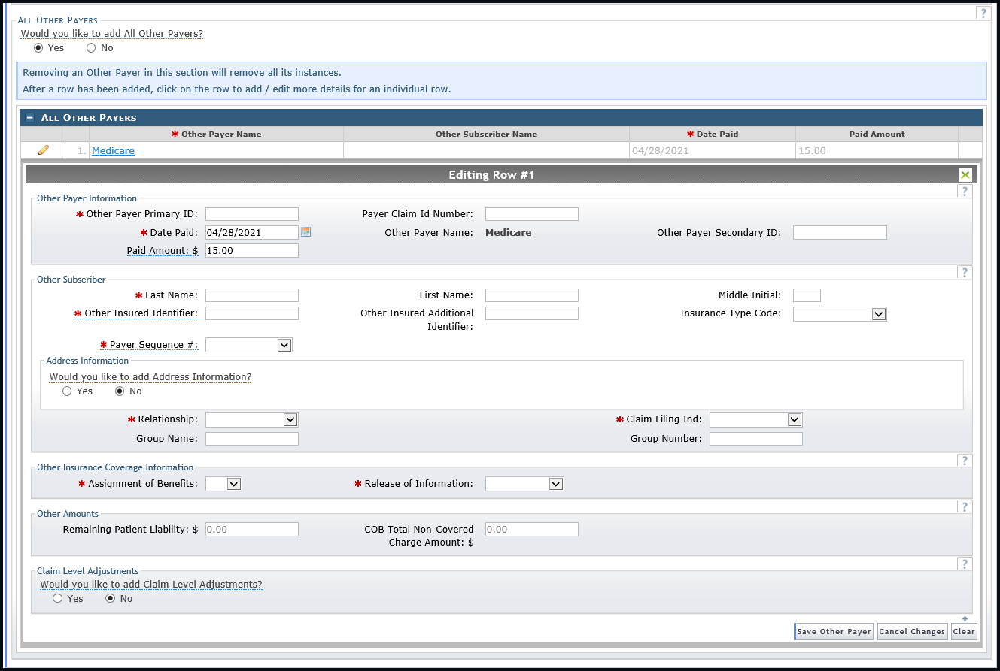 All Other Payers
?
Would you like to add All Other Payers?
Yes No
Removing an Other Payer in this section will remove all its instances.
After a row has been added, click on the row to add / edit more details for an individual row.
All Other Payers
* Other Payer Name Other Subscriber Name * Date Paid Paid Amount
1. Medicare 04/28/2021 15.00
Editing Row #1
?
Other Payer Information
* Other Payer Primary ID: Payer Claim Id Number:
* Date Paid: 04/28/2021 Other Payer Name: Medicare Other Payer Secondary ID:
Paid Amount: $ 15.00
?
Other Subscriber
* Last Name: First Name: Middle Initial:
* Other Insured Identifier: Other Insured Additional Insurance Type Code:
Identifier:
* Payer Sequence #:
Address Information
Would you like to add Address Information?
Yes No
* Relationship: * Claim Filing Ind:
Group Name: Group Number:
?
Other Insurance Coverage Information
* Assignment of Benefits: * Release of Information:
?
Other Amounts
Remaining Patient Liability: $ 0.00 COB Total Non-Covered 0.00
Charge Amount: $
?
Claim Level Adjustments
Would you like to add Claim Level Adjustments?
Yes No
Save Other Payer Cancel Changes Clear